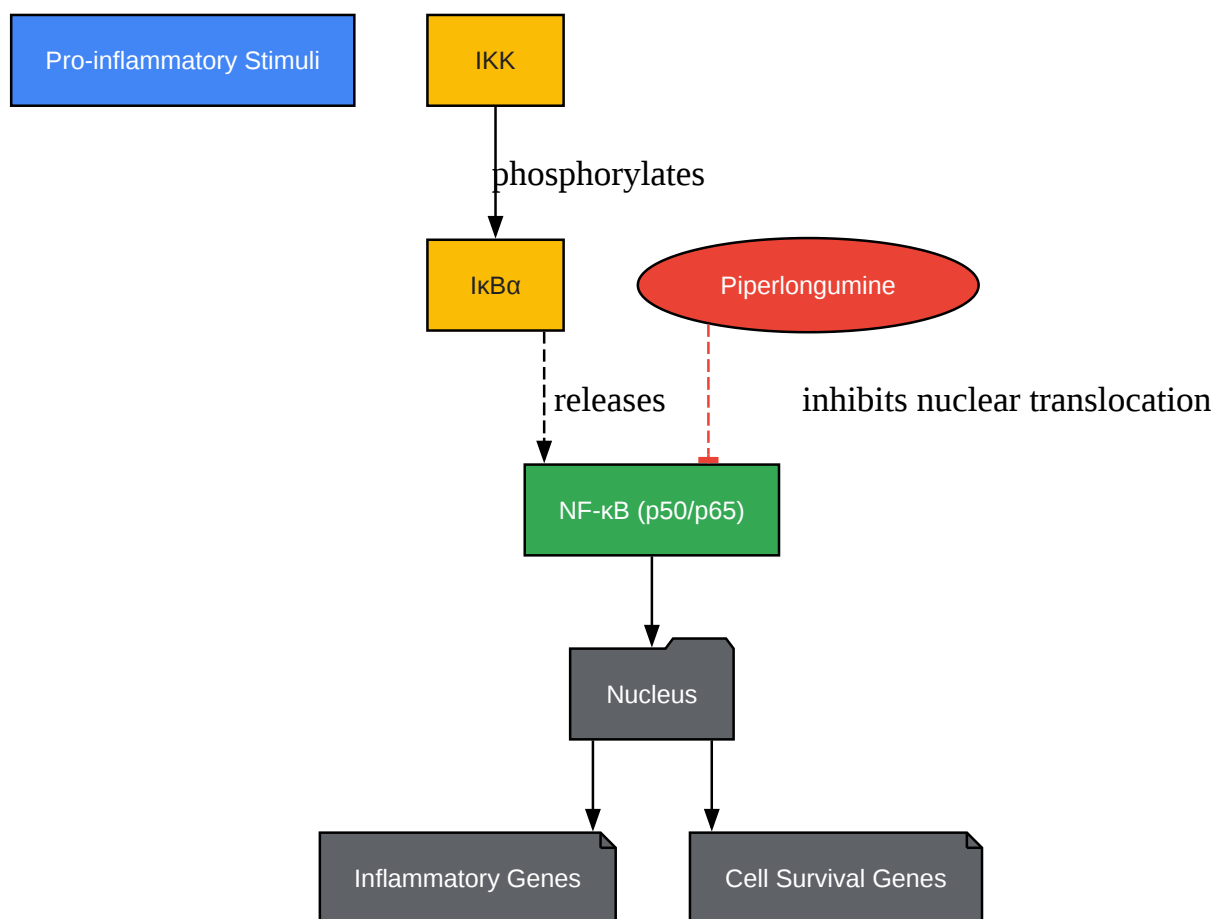 Pro-inflammatory Stimuli
IKK
phosphorylates
IκBα
Piperlongumine
releases
inhibits nuclear translocation
NF-κB (p50/p65)
Nucleus
Inflammatory Genes
Cell Survival Genes